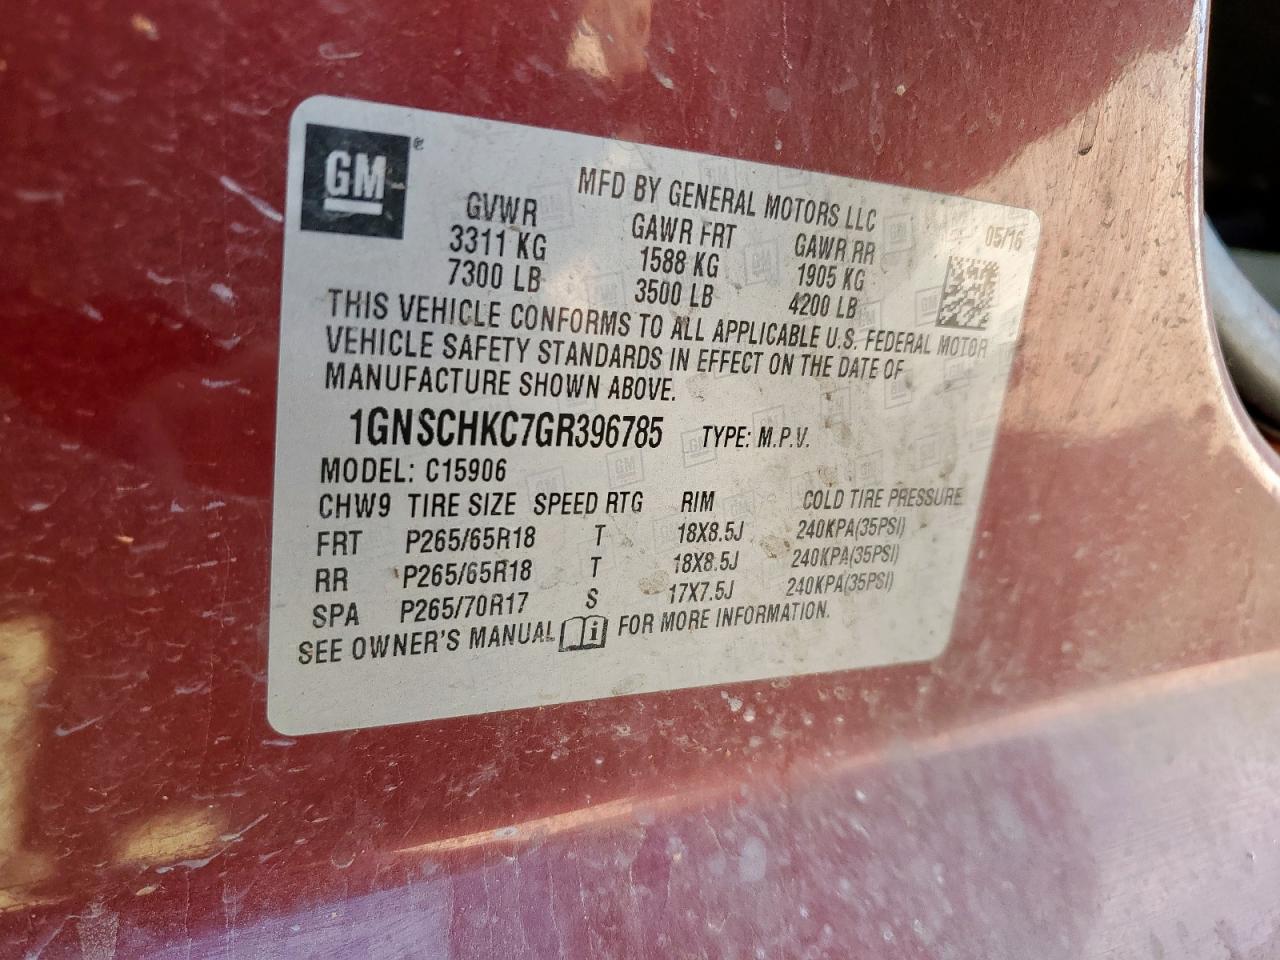 GM ®
MFD BY GENERAL MOTORS LLC
GVWR GAWR FRT GAWR RR 05/16
3311 KG 1588 KG 1905 KG
7300 LB 3500 LB 4200 LB
THIS VEHICLE CONFORMS TO ALL APPLICABLE U.S. FEDERAL MOTOR
VEHICLE SAFETY STANDARDS IN EFFECT ON THE DATE OF
MANUFACTURE SHOWN ABOVE.
1GNSCHKC7GR396785 TYPE: M.P.V.
MODEL: C15906
CHW9 TIRE SIZE SPEED RTG RIM COLD TIRE PRESSURE
FRT P265/65R18 T 18X8.5J 240KPA(35PSI)
RR P265/65R18 T 18X8.5J 240KPA(35PSI)
SPA P265/70R17 S 17X7.5J 240KPA(35PSI)
SEE OWNER'S MANUAL i FOR MORE INFORMATION.